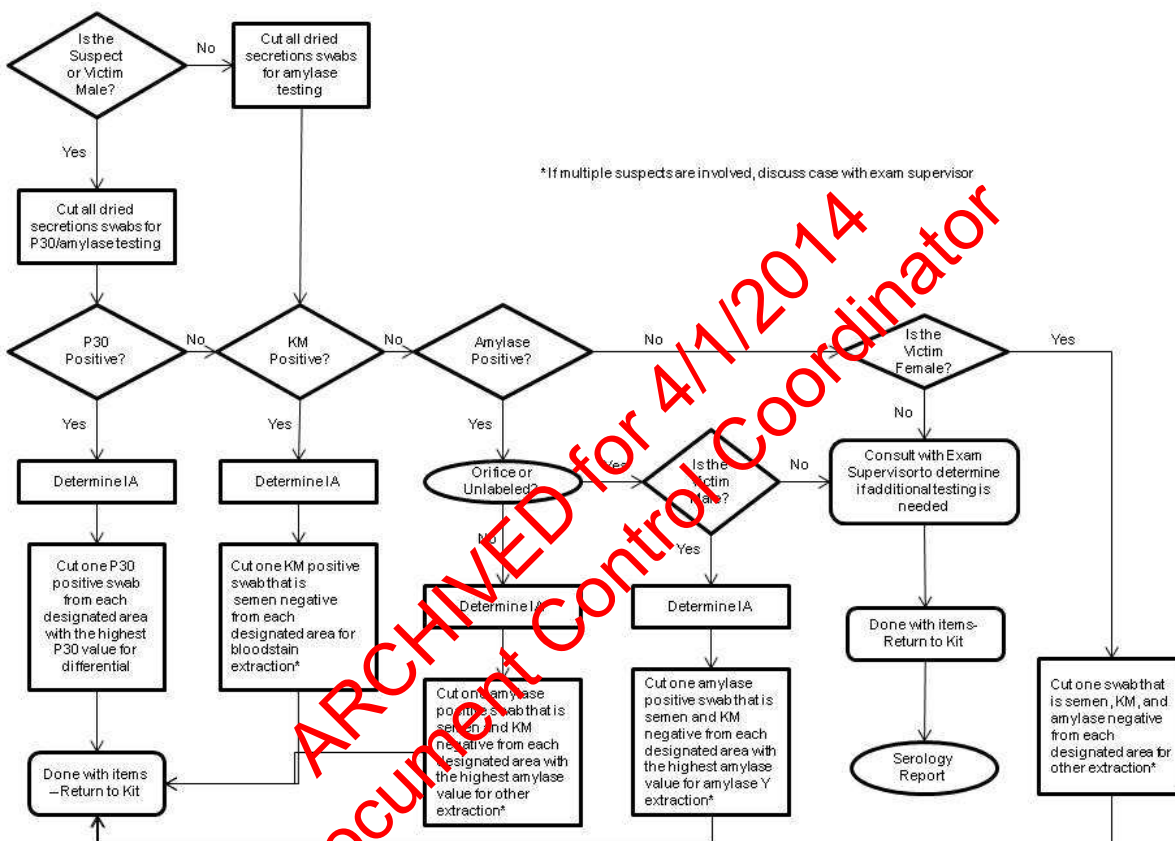 Is the
Suspect
or Victim
Male?
No
Cut all dried
secretions swabs
for amylase
testing
Yes
*If multiple suspects are involved, discuss case with exam supervisor
Cut all dried
secretions swabs for
P30/amylase testing
P30
Positive?
No
KM
Positive?
No
Amylase
Positive?
No
Is the
Victim
Female?
Yes
Yes
Yes
Yes
No
Determine IA
Determine IA
Orifice or
Unlabeled?
Yes
Is the
Victim
Male?
No
Consult with Exam
Supervisor to determine
if additional testing is
needed
No
Yes
Cut one P30
positive swab
from each
designated area
with the highest
P30 value for
differential
Cut one KM positive
swab that is
semen negative
from each
designated area for
bloodstain
extraction*
Determine IA
Determine IA
Done with items-
Return to Kit
Cut one amylase
positive swab that is
semen and KM
negative from each
designated area with
the highest amylase
value for other
extraction*
Cut one amylase
positive swab that is
semen and KM
negative from each
designated area with
the highest amylase
value for amylase Y
extraction*
Cut one swab that
is semen, KM, and
amylase negative
from each
designated area for
other extraction*
Done with items
–Return to Kit
Serology
Report
ARCHIVED for 4/1/2014
Document Control Coordinator